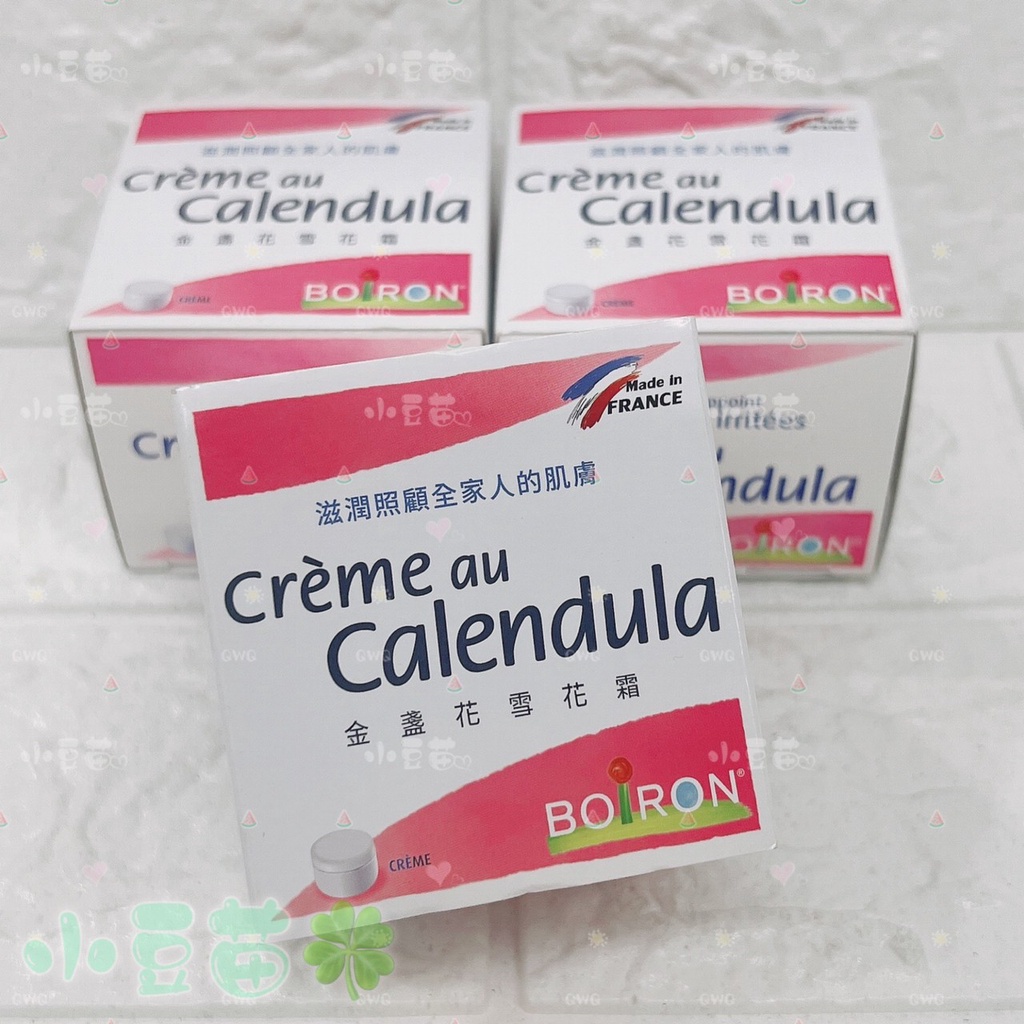 滋潤照顧全家人的肌膚
Crème au
Calendula
金盞花雪花霜
CRÈME
BOIRON
滋潤照顧全家人的肌膚
Crème au
Calendula
金盞花雪花霜
CRÈME
BOIRON
irritées
BOIRON
Made in
FRANCE
滋潤照顧全家人的肌膚
Crème au
Calendula
金盞花雪花霜
BOIRON®
CRÈME
小豆苗